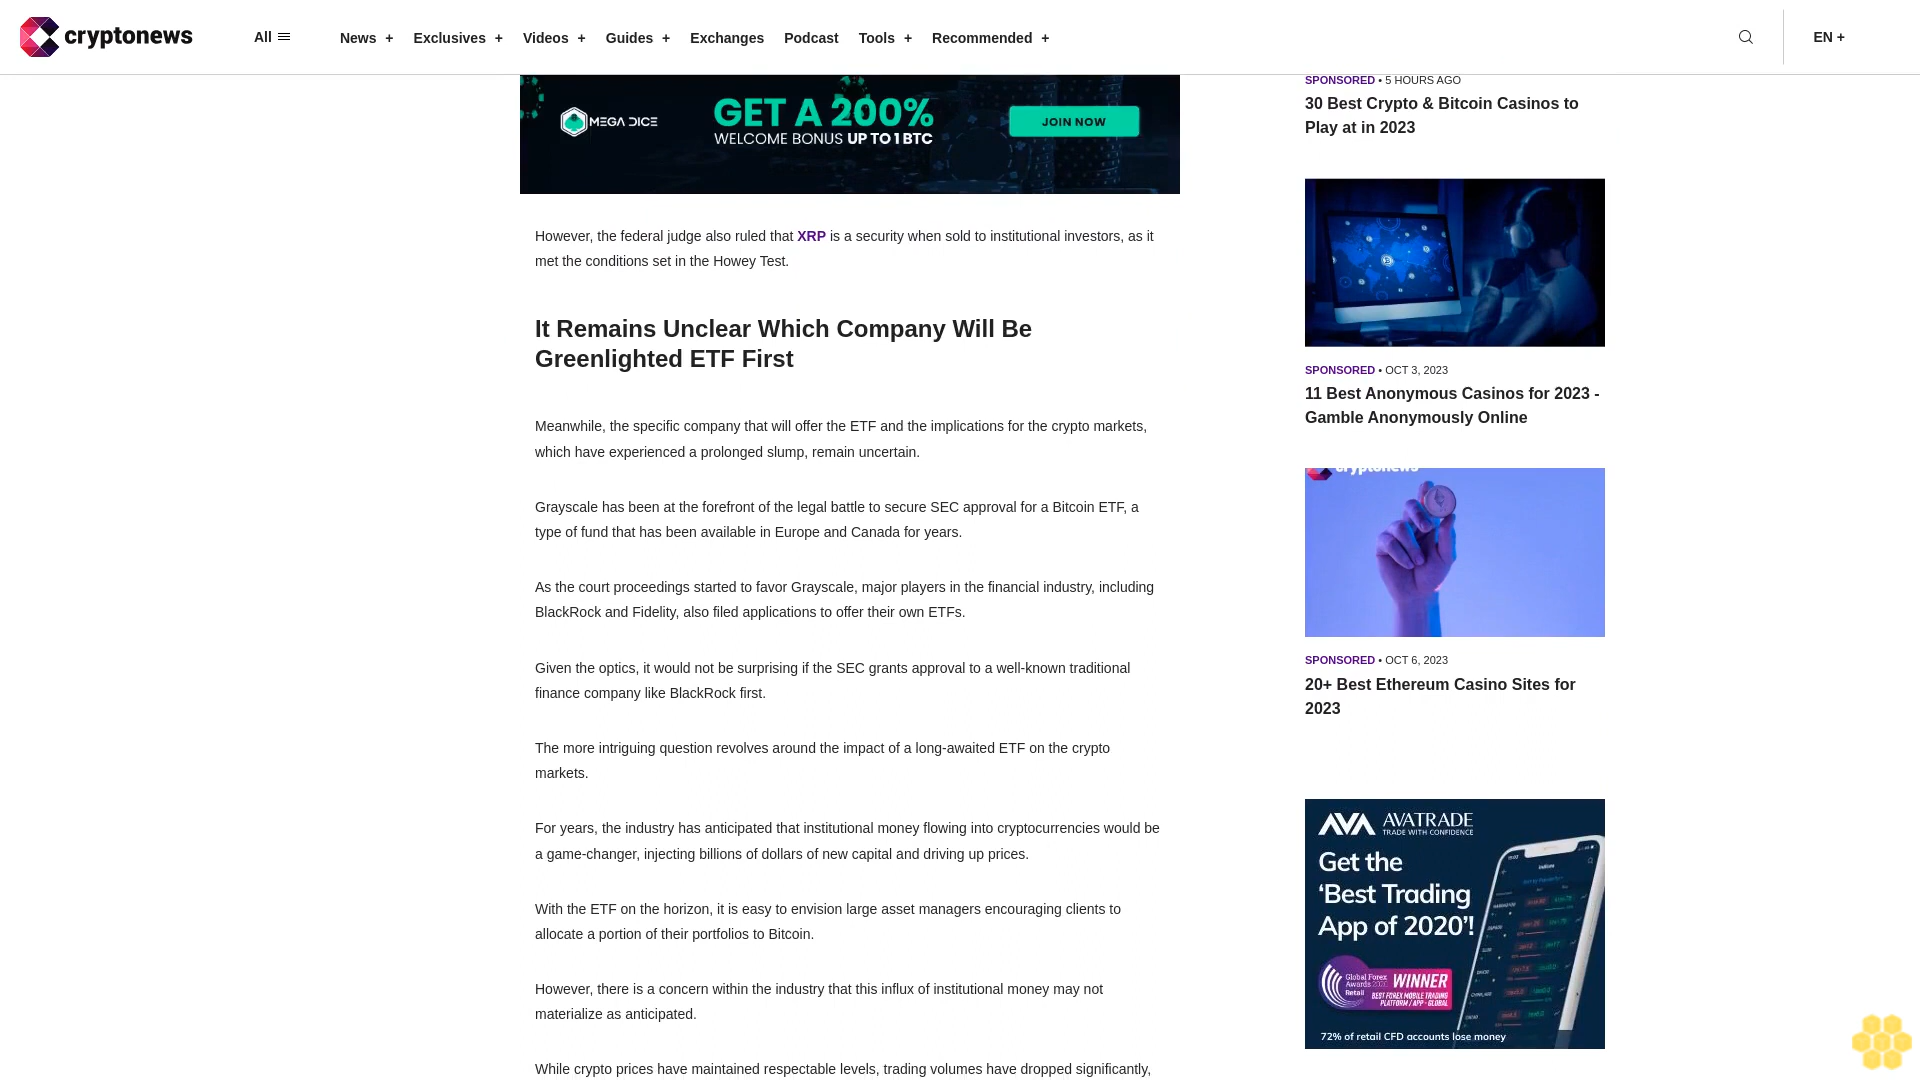 cryptonews
All
News +
Exclusives +
Videos +
Guides +
Exchanges
Podcast
Tools +
Recommended +
EN +
MEGA DICE
GET A 200%
WELCOME BONUS UP TO 1 BTC
JOIN NOW
However, the federal judge also ruled that XRP is a security when sold to institutional investors, as it
met the conditions set in the Howey Test.
It Remains Unclear Which Company Will Be
Greenlighted ETF First
Meanwhile, the specific company that will offer the ETF and the implications for the crypto markets,
which have experienced a prolonged slump, remain uncertain.
Grayscale has been at the forefront of the legal battle to secure SEC approval for a Bitcoin ETF, a
type of fund that has been available in Europe and Canada for years.
As the court proceedings started to favor Grayscale, major players in the financial industry, including
BlackRock and Fidelity, also filed applications to offer their own ETFs.
Given the optics, it would not be surprising if the SEC grants approval to a well-known traditional
finance company like BlackRock first.
The more intriguing question revolves around the impact of a long-awaited ETF on the crypto
markets.
For years, the industry has anticipated that institutional money flowing into cryptocurrencies would be
a game-changer, injecting billions of dollars of new capital and driving up prices.
With the ETF on the horizon, it is easy to envision large asset managers encouraging clients to
allocate a portion of their portfolios to Bitcoin.
However, there is a concern within the industry that this influx of institutional money may not
materialize as anticipated.
While crypto prices have maintained respectable levels, trading volumes have dropped significantly,
SPONSORED • 5 HOURS AGO
30 Best Crypto & Bitcoin Casinos to
Play at in 2023
SPONSORED • OCT 3, 2023
11 Best Anonymous Casinos for 2023 -
Gamble Anonymously Online
cryptonews
SPONSORED • OCT 6, 2023
20+ Best Ethereum Casino Sites for
2023
AVA AVATRADE
TRADE WITH CONFIDENCE
Get the
‘Best Trading
App of 2020’!
Global Forex
Awards 2020
Retail
WINNER
BEST FOREX MOBILE TRADING
PLATFORM / APP - GLOBAL
72% of retail CFD accounts lose money